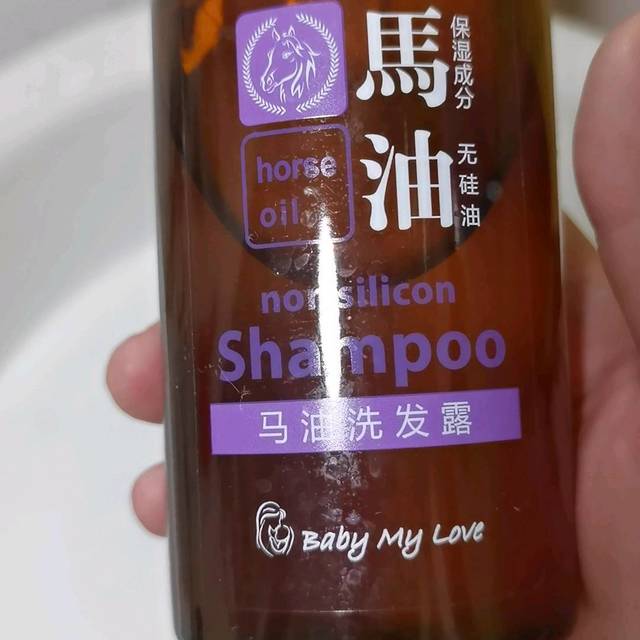 馬油
保湿成分
无硅油
horse
oil
non silicon
Shampoo
马油洗发露
Baby My Love